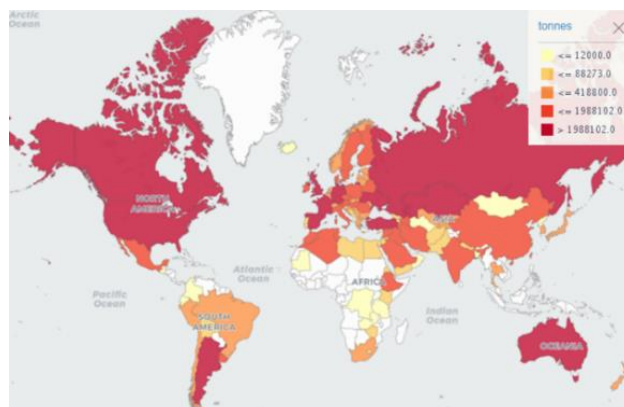 Arctic
Ocean
tonnes
<= 12000.0
<= 88273.0
<= 418800.0
<= 1988102.0
> 1988102.0
NORTH
AMERICA
Atlantic
Ocean
AFRICA
Pacific
Ocean
SOUTH
AMERICA
Indian
Ocean
OCEANIA